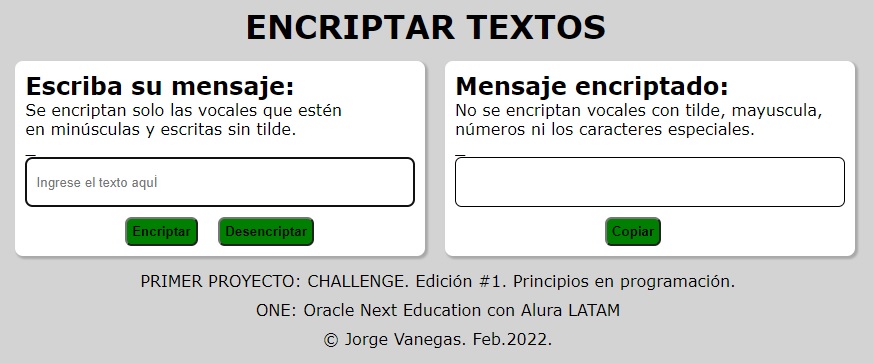 ENCRIPTAR TEXTOS
Escriba su mensaje:
Se encriptan solo las vocales que estén
en minúsculas y escritas sin tilde.
_
Ingrese el texto aquÍ
Encriptar
Desencriptar
Mensaje encriptado:
No se encriptan vocales con tilde, mayuscula,
números ni los caracteres especiales.
_
Copiar
PRIMER PROYECTO: CHALLENGE. Edición #1. Principios en programación.
ONE: Oracle Next Education con Alura LATAM
© Jorge Vanegas. Feb.2022.